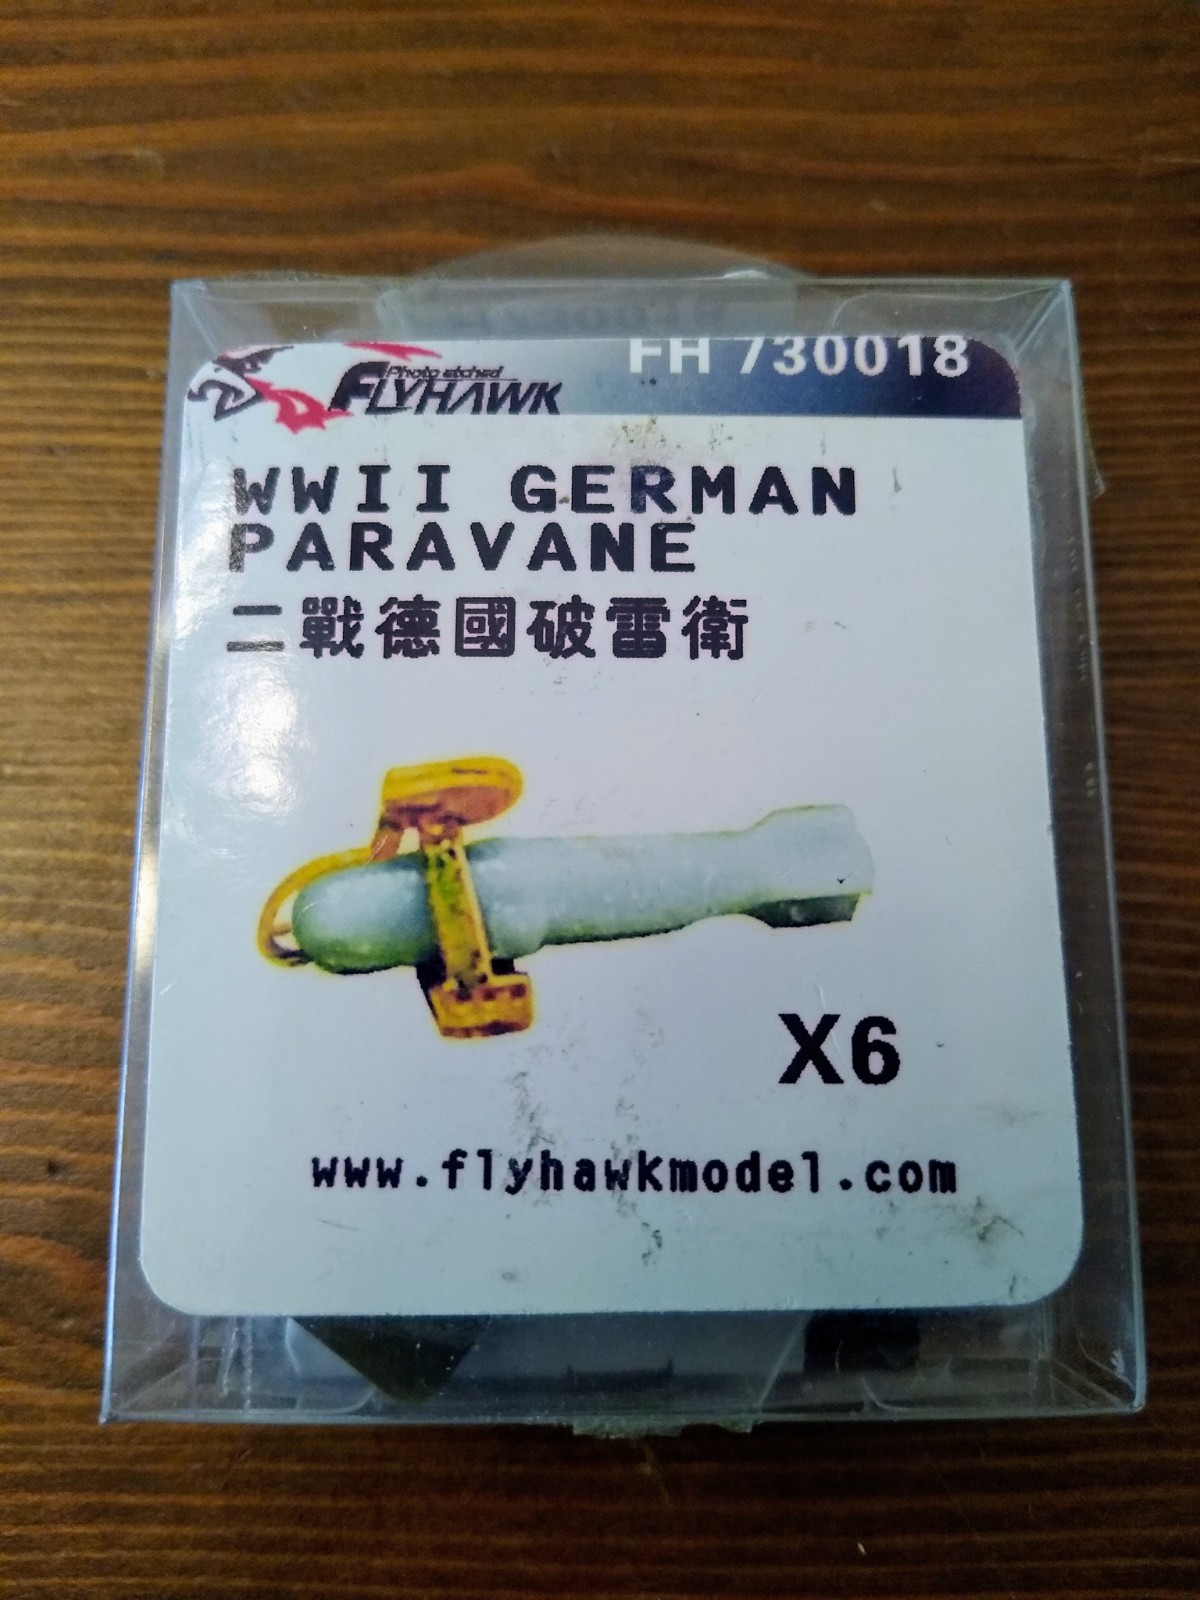 FH 730018
Photo etched
FLYHAWK
WWII GERMAN
PARAVANE
二戰德國破雷衛
X6
www.flyhawkmodel.com